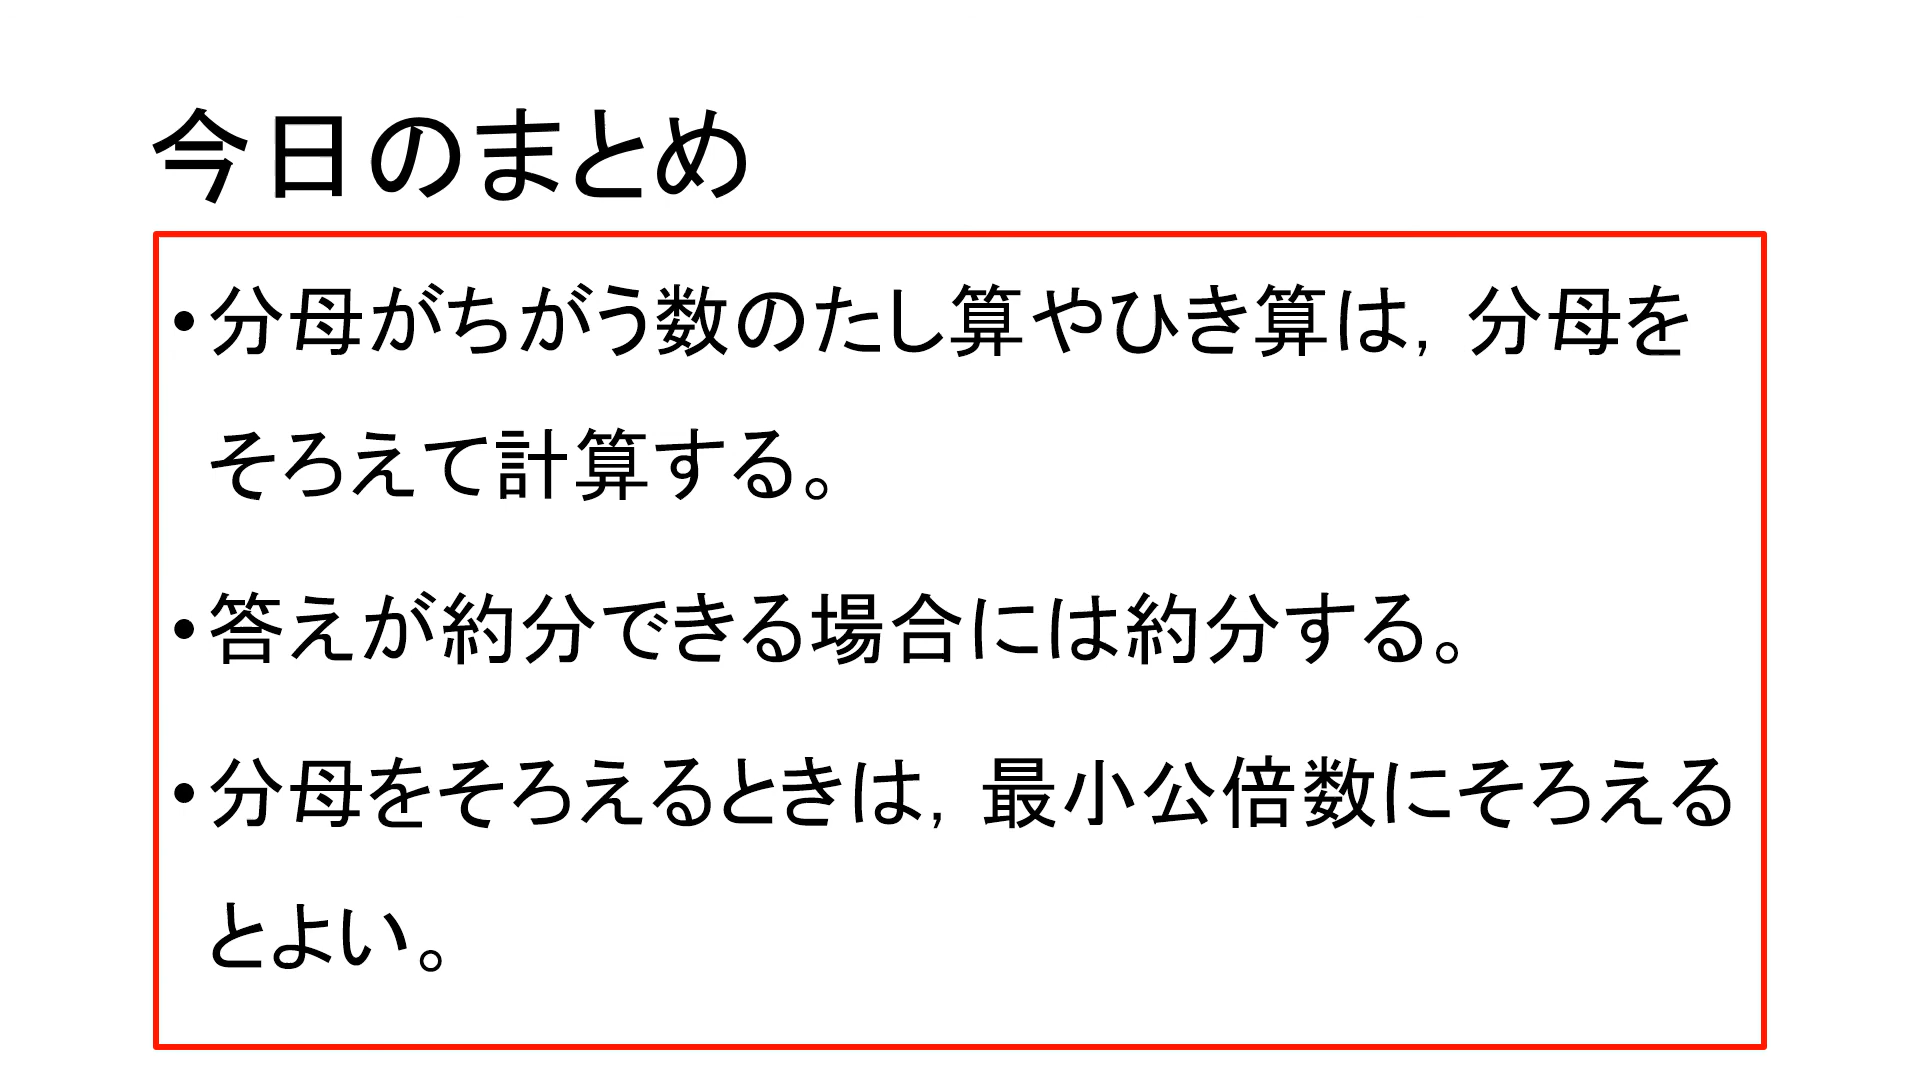 今日のまとめ
•分母がちがう数のたし算やひき算は，分母を
そろえて計算する。
•答えが約分できる場合には約分する。
•分母をそろえるときは，最小公倍数にそろえる
とよい。